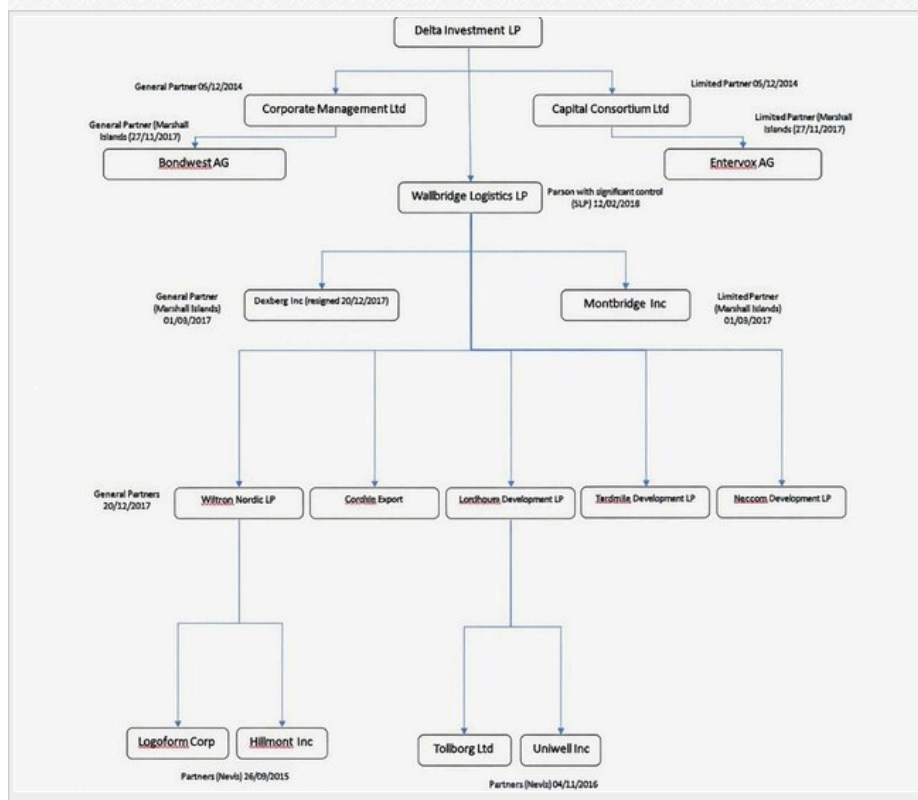 Delta Investment LP
General Partner 05/12/2014
Limited Partner 05/12/2014
Corporate Management Ltd
Capital Consortium Ltd
General Partner (Marshall
Islands (27/11/2017)
Limited Partner (Marshall
Islands (27/11/2017)
Bondwest AG
Entervox AG
Wallbridge Logistics LP
Parson with significant control
(SLP) 12/02/2018
General Partner
(Marshall Islands)
01/03/2017
Dexberg Inc (resigned 20/12/2017)
Montbridge Inc
Limited Partner
(Marshall Islands)
01/03/2017
General Partners
20/12/2017
Wiltron Nordic LP
Export
Lordhoum Development LP
Tardmile Development LP
Neccom Development LP
Logoform Corp
Hillmont Inc
Tollborg Ltd
Uniwell Inc
Partners (Nevis) 26/09/2015
Partners (Nevis) 04/11/2016